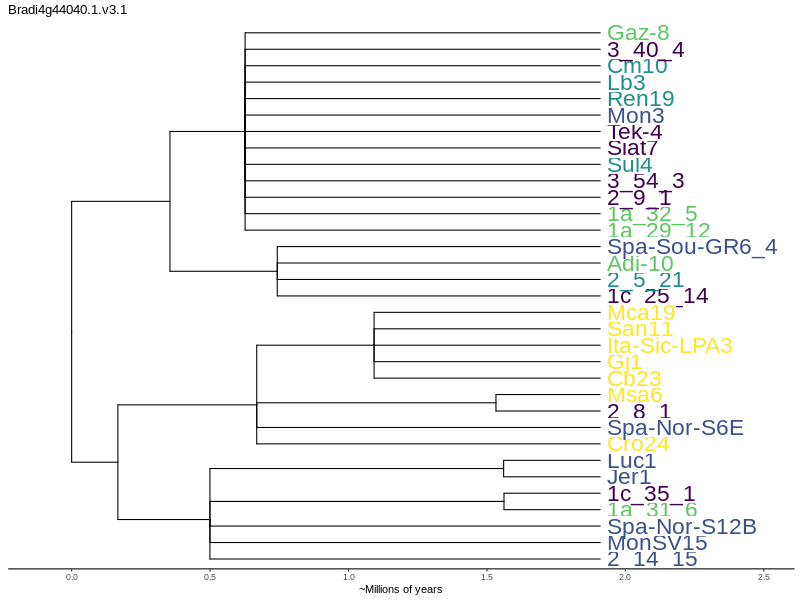 Bradi4g44040.1.v3.1
Gaz-8
3_40_4
Cm10
Lb3
Ren19
Mon3
Tek-4
Siat7
Sul4
3_54_3
2_9_1
1a_32_5
1a_29_12
Spa-Sou-GR6_4
Adi-10
2_5_21
1c_25_14
Mca19
San11
Ita-Sic-LPA3
Gj1
Cb23
Msa6
2_8_1
Spa-Nor-S6E
Cro24
Luc1
Jer1
1c_35_1
1a_31_6
Spa-Nor-S12B
MonSV15
2_14_15
0.0 0.5 1.0 1.5 2.0 2.5
~Millions of years